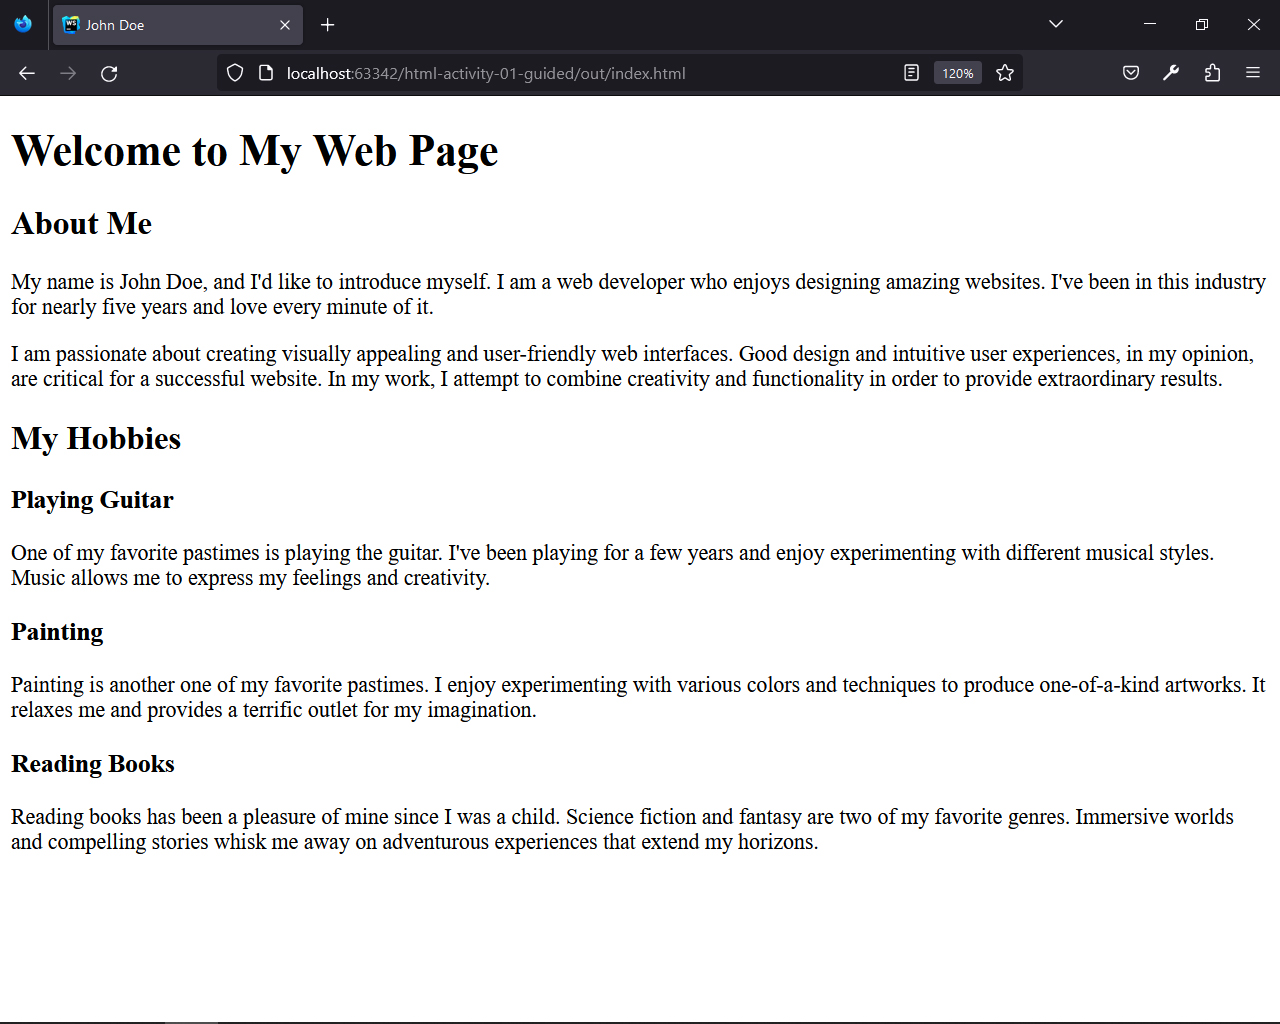 John Doe
localhost:63342/html-activity-01-guided/out/index.html
120%
Welcome to My Web Page
About Me
My name is John Doe, and I'd like to introduce myself. I am a web developer who enjoys designing amazing websites. I've been in this industry
for nearly five years and love every minute of it.
I am passionate about creating visually appealing and user-friendly web interfaces. Good design and intuitive user experiences, in my opinion,
are critical for a successful website. In my work, I attempt to combine creativity and functionality in order to provide extraordinary results.
My Hobbies
Playing Guitar
One of my favorite pastimes is playing the guitar. I've been playing for a few years and enjoy experimenting with different musical styles.
Music allows me to express my feelings and creativity.
Painting
Painting is another one of my favorite pastimes. I enjoy experimenting with various colors and techniques to produce one-of-a-kind artworks. It
relaxes me and provides a terrific outlet for my imagination.
Reading Books
Reading books has been a pleasure of mine since I was a child. Science fiction and fantasy are two of my favorite genres. Immersive worlds
and compelling stories whisk me away on adventurous experiences that extend my horizons.